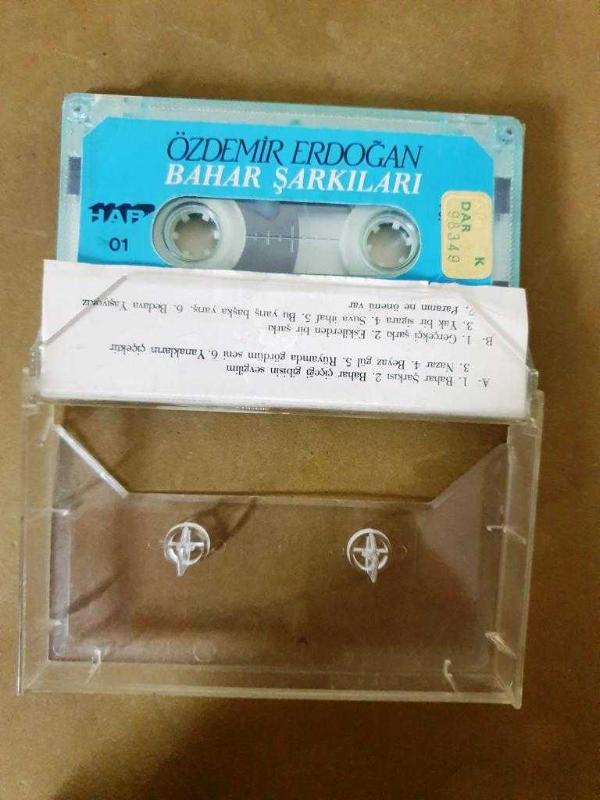 ÖZDEMİR ERDOĞAN
BAHAR ŞARKILARI
HAR
01
DAR K
98349
A- 1. Bahar Şarkısı 2. Bahar çiçeği gibisin sevgilim
3. Nazar 4. Beyaz gül 5. Rüyamda gördüm seni 6. Yanakların çiçektir
B- 1. Gerçekçi şarkı 2. Eskilerden bir şarkı
3. Yak bir sigara 4. Suya ithaf 5. Bu yarış başka yarış. 6. Bedava Yaşıyoruz
7. Paranın ne önemi var